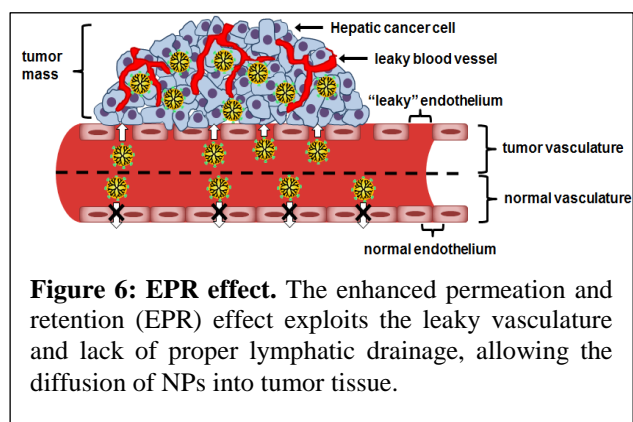 Hepatic cancer cell
tumor
mass
leaky blood vessel
“leaky” endothelium
tumor vasculature
normal vasculature
normal endothelium
Figure 6: EPR effect. The enhanced permeation and
retention (EPR) effect exploits the leaky vasculature
and lack of proper lymphatic drainage, allowing the
diffusion of NPs into tumor tissue.